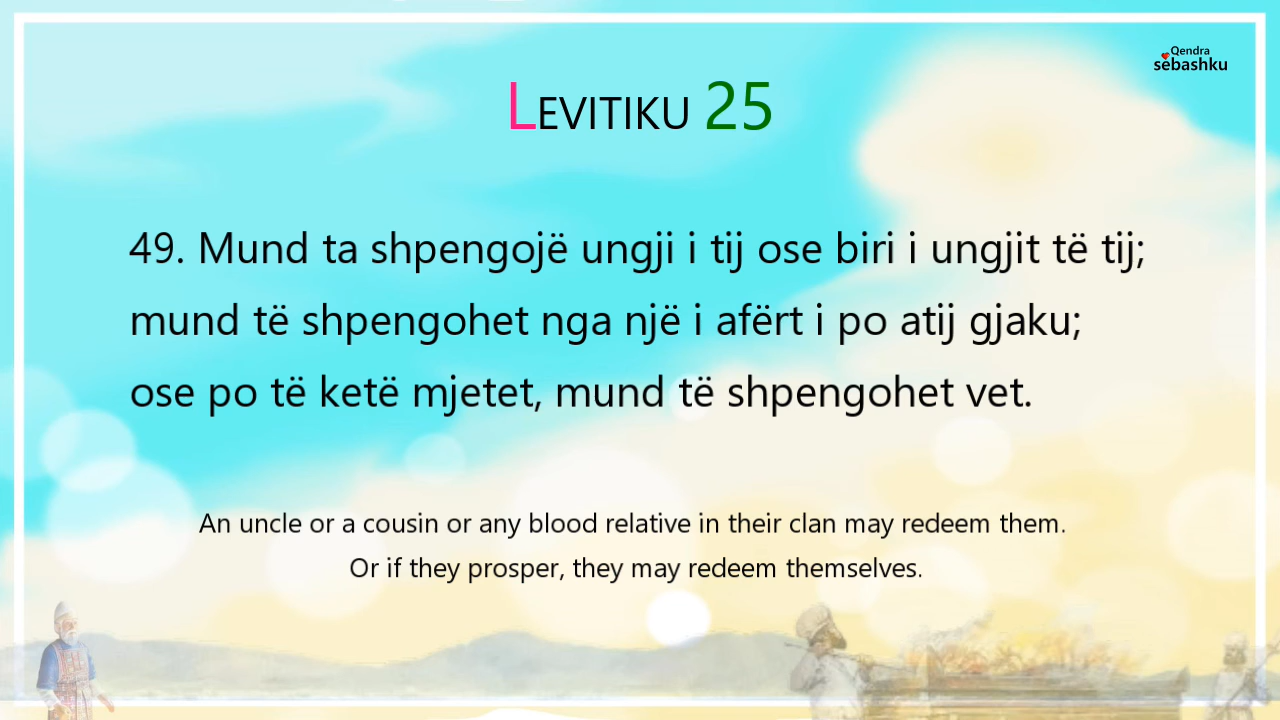 Qendra
sebashku
LEVITIKU 25
49. Mund ta shpengojë ungji i tij ose biri i ungjit të tij;
mund të shpengohet nga një i afërt i po atij gjaku;
ose po të ketë mjetet, mund të shpengohet vet.
An uncle or a cousin or any blood relative in their clan may redeem them.
Or if they prosper, they may redeem themselves.